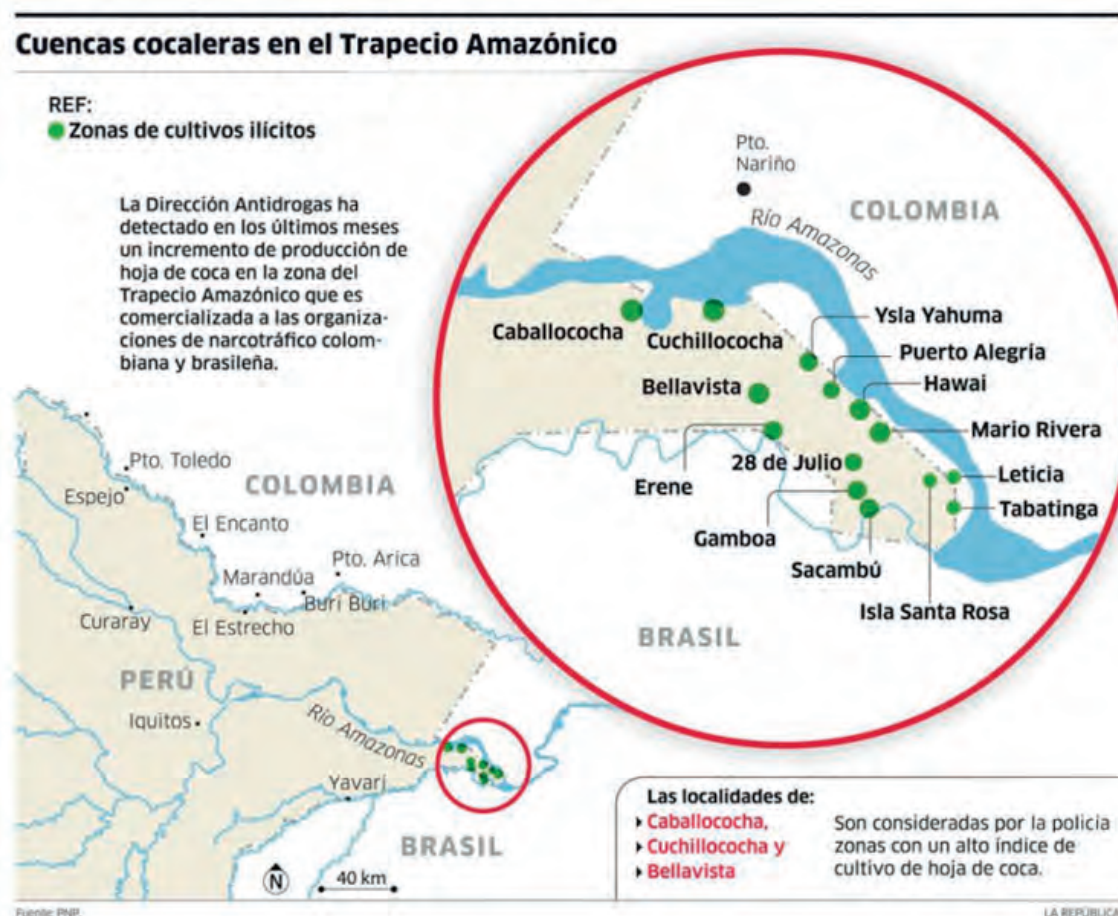 Cuencas cocaleras en el Trapecio Amazónico
REF:
Zonas de cultivos ilícitos
La Dirección Antidrogas ha
detectado en los últimos meses
un incremento de producción de
hoja de coca en la zona del
Trapecio Amazónico que es
comercializada a las organiza-
ciones de narcotráfico colom-
biana y brasileña.
Pto.
Nariño
COLOMBIA
Río Amazonas
Caballococha
Cuchillococha
Ysla Yahuma
Puerto Alegría
Bellavista
Hawai
Mario Rivera
Erene
28 de Julio
Leticia
Gamboa
Tabatinga
Sacambú
Isla Santa Rosa
BRASIL
Pto. Toledo
COLOMBIA
Espejo
El Encanto
Pto. Arica
Marandúa
Buri Buri
Curaray
El Estrecho
PERÚ
Iquitos
Río Amazonas
Yavari
BRASIL
N
40 km
Las localidades de:
Caballococha,
Cuchillococha y
Bellavista
Son consideradas por la policia
zonas con un alto índice de
cultivo de hoja de coca.
Fuente: PNP
LA REPÚBLICA